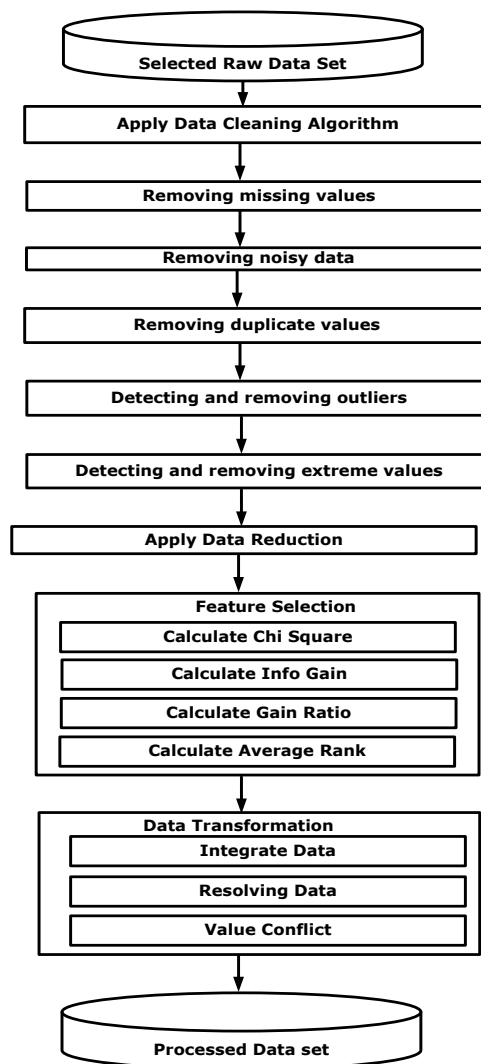 Selected Raw Data Set
Apply Data Cleaning Algorithm
Removing missing values
Removing noisy data
Removing duplicate values
Detecting and removing outliers
Detecting and removing extreme values
Apply Data Reduction
Feature Selection
Calculate Chi Square
Calculate Info Gain
Calculate Gain Ratio
Calculate Average Rank
Data Transformation
Integrate Data
Resolving Data
Value Conflict
Processed Data set